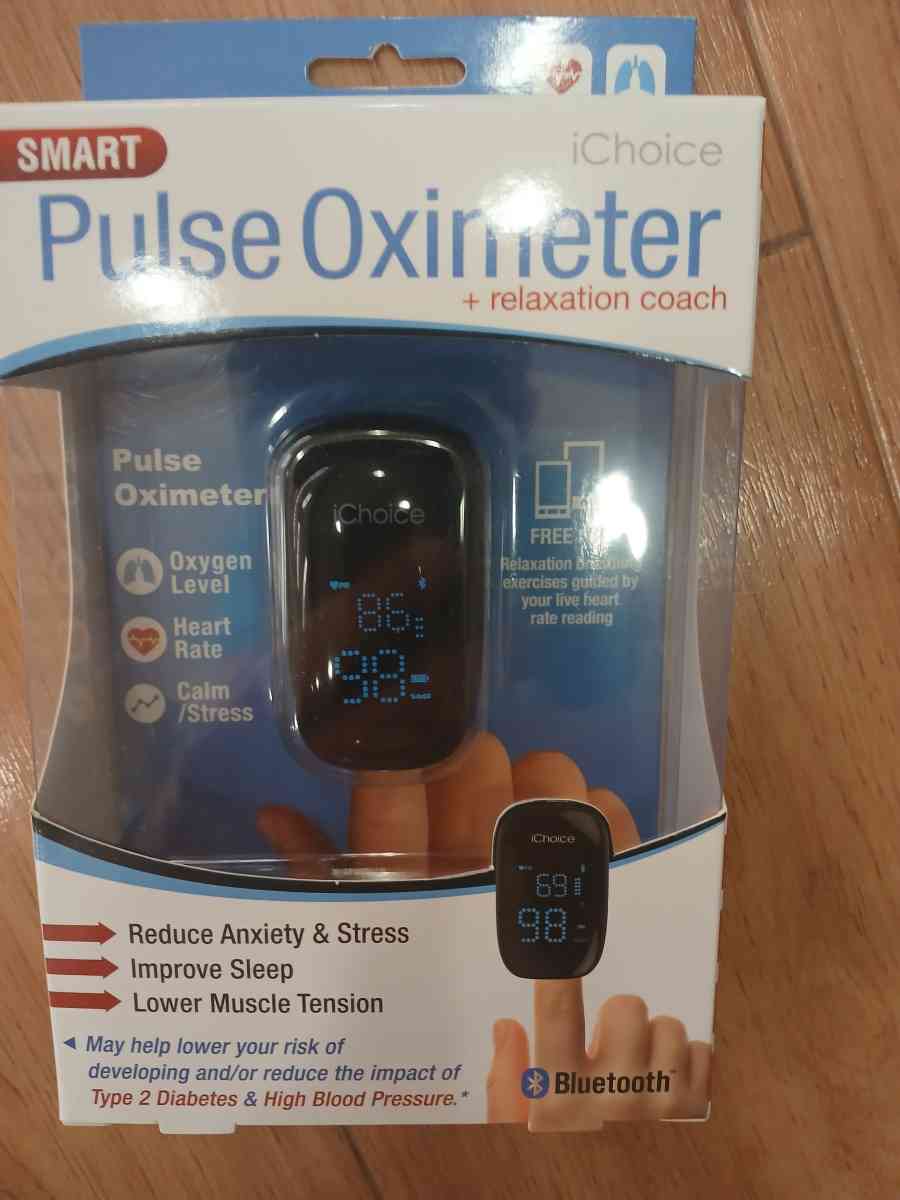 SMART
iChoice
Pulse Oximeter
+ relaxation coach
Pulse
Oximeter
Oxygen
Level
Heart
Rate
Calm
/Stress
iChoice
86
98
FREE
Relaxation
exercises guided by
your live heart
rate reading
iChoice
69
98
Reduce Anxiety & Stress
Improve Sleep
Lower Muscle Tension
May help lower your risk of
developing and/or reduce the impact of
Type 2 Diabetes & High Blood Pressure.*
Bluetooth™